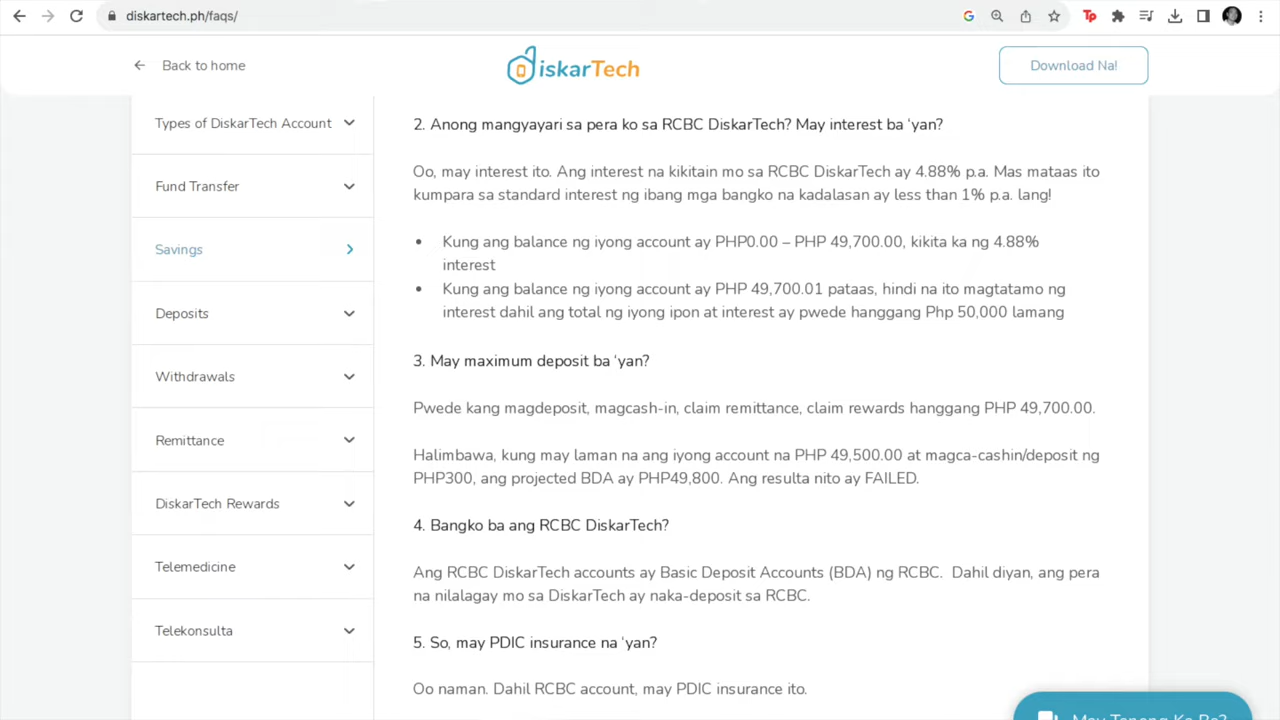 diskartech.ph/faqs/
Back to home
diskarTech
Download Na!
Types of DiskarTech Account
Fund Transfer
Savings
Deposits
Withdrawals
Remittance
DiskarTech Rewards
Telemedicine
Telekonsulta
2. Anong mangyayari sa pera ko sa RCBC DiskarTech? May interest ba ‘yan?
Oo, may interest ito. Ang interest na kikitain mo sa RCBC DiskarTech ay 4.88% p.a. Mas mataas ito
kumpara sa standard interest ng ibang mga bangko na kadalasan ay less than 1% p.a. lang!
• Kung ang balance ng iyong account ay PHP0.00 – PHP 49,700.00, kikita ka ng 4.88%
interest
• Kung ang balance ng iyong account ay PHP 49,700.01 pataas, hindi na ito magtatamo ng
interest dahil ang total ng iyong ipon at interest ay pwede hanggang Php 50,000 lamang
3. May maximum deposit ba ‘yan?
Pwede kang magdeposit, magcash-in, claim remittance, claim rewards hanggang PHP 49,700.00.
Halimbawa, kung may laman na ang iyong account na PHP 49,500.00 at magca-cashin/deposit ng
PHP300, ang projected BDA ay PHP49,800. Ang resulta nito ay FAILED.
4. Bangko ba ang RCBC DiskarTech?
Ang RCBC DiskarTech accounts ay Basic Deposit Accounts (BDA) ng RCBC. Dahil diyan, ang pera
na nilalagay mo sa DiskarTech ay naka-deposit sa RCBC.
5. So, may PDIC insurance na ‘yan?
Oo naman. Dahil RCBC account, may PDIC insurance ito.
May Tanong Ka Ba?